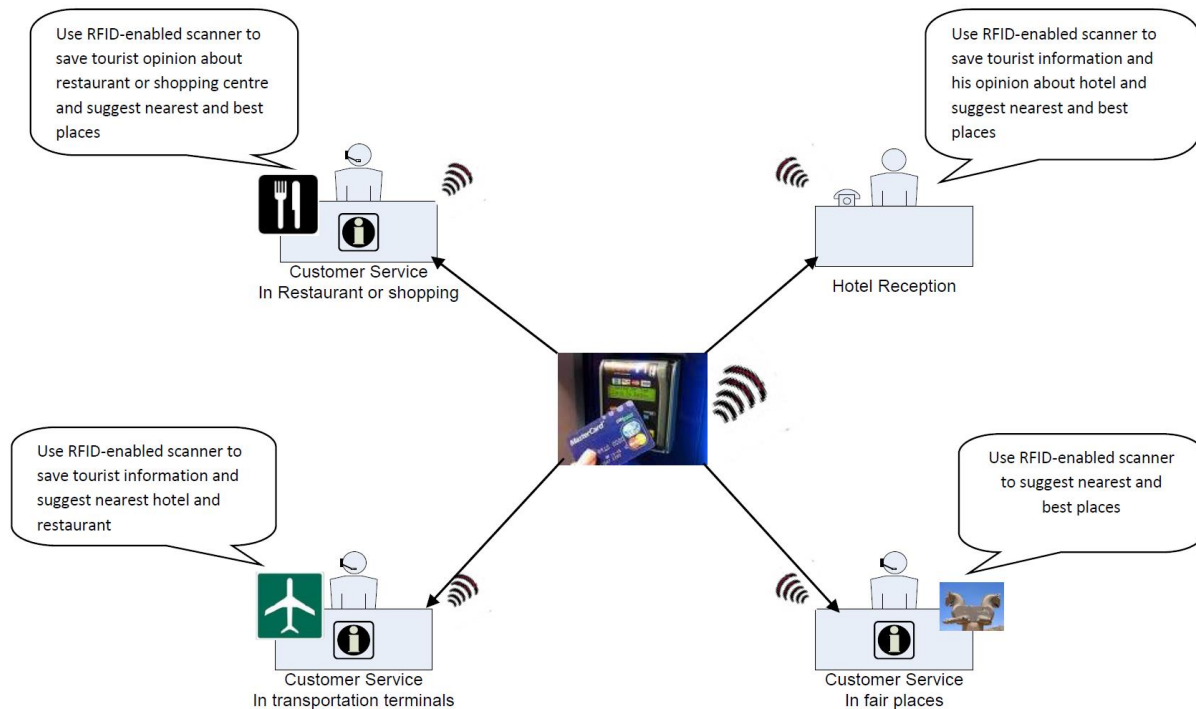 Use RFID-enabled scanner to
save tourist opinion about
restaurant or shopping centre
and suggest nearest and best
places
Use RFID-enabled scanner to
save tourist information and
his opinion about hotel and
suggest nearest and best
places
Customer Service
In Restaurant or shopping
Hotel Reception
MasterCard
Use RFID-enabled scanner to
save tourist information and
suggest nearest hotel and
restaurant
Use RFID-enabled scanner
to suggest nearest and
best places
Customer Service
In transportation terminals
Customer Service
In fair places